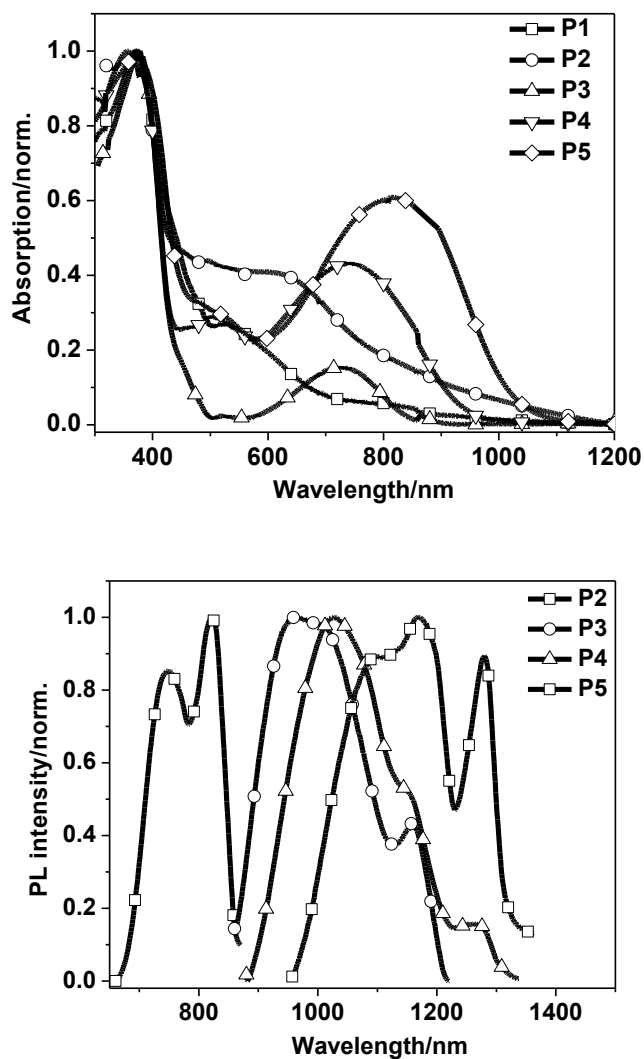 P1
P2
P3
P4
P5
1.0
0.8
0.6
0.4
0.2
0.0
Absorption/norm.
400 600 800 1000 1200
Wavelength/nm
P2
P3
P4
P5
1.0
0.8
0.6
0.4
0.2
0.0
PL intensity/norm.
800 1000 1200 1400
Wavelength/nm